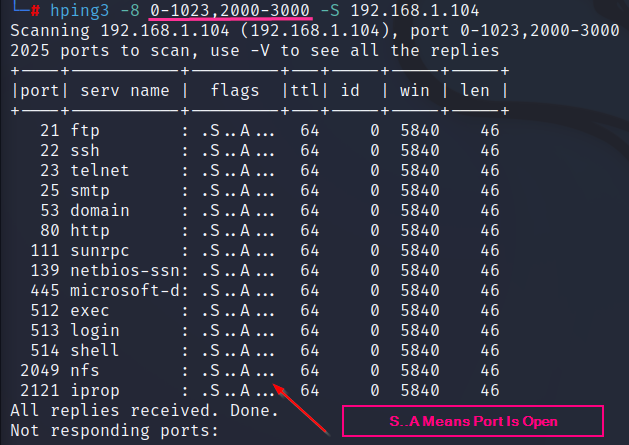 └─# hping3 -8 0-1023,2000-3000 -S 192.168.1.104
Scanning 192.168.1.104 (192.168.1.104), port 0-1023,2000-3000
2025 ports to scan, use -V to see all the replies
+----+-----------+---------+---+-----+-----+-----+
|port| serv name |  flags  |ttl| id  | win | len |
+----+-----------+---------+---+-----+-----+-----+
   21 ftp        : .S..A...  64     0  5840    46
   22 ssh        : .S..A...  64     0  5840    46
   23 telnet     : .S..A...  64     0  5840    46
   25 smtp       : .S..A...  64     0  5840    46
   53 domain     : .S..A...  64     0  5840    46
   80 http       : .S..A...  64     0  5840    46
  111 sunrpc     : .S..A...  64     0  5840    46
  139 netbios-ssn: .S..A...  64     0  5840    46
  445 microsoft-d: .S..A...  64     0  5840    46
  512 exec       : .S..A...  64     0  5840    46
  513 login      : .S..A...  64     0  5840    46
  514 shell      : .S..A...  64     0  5840    46
 2049 nfs        : .S..A...  64     0  5840    46
 2121 iprop      : .S..A...  64     0  5840    46
All replies received. Done.
S..A Means Port Is Open
Not responding ports: